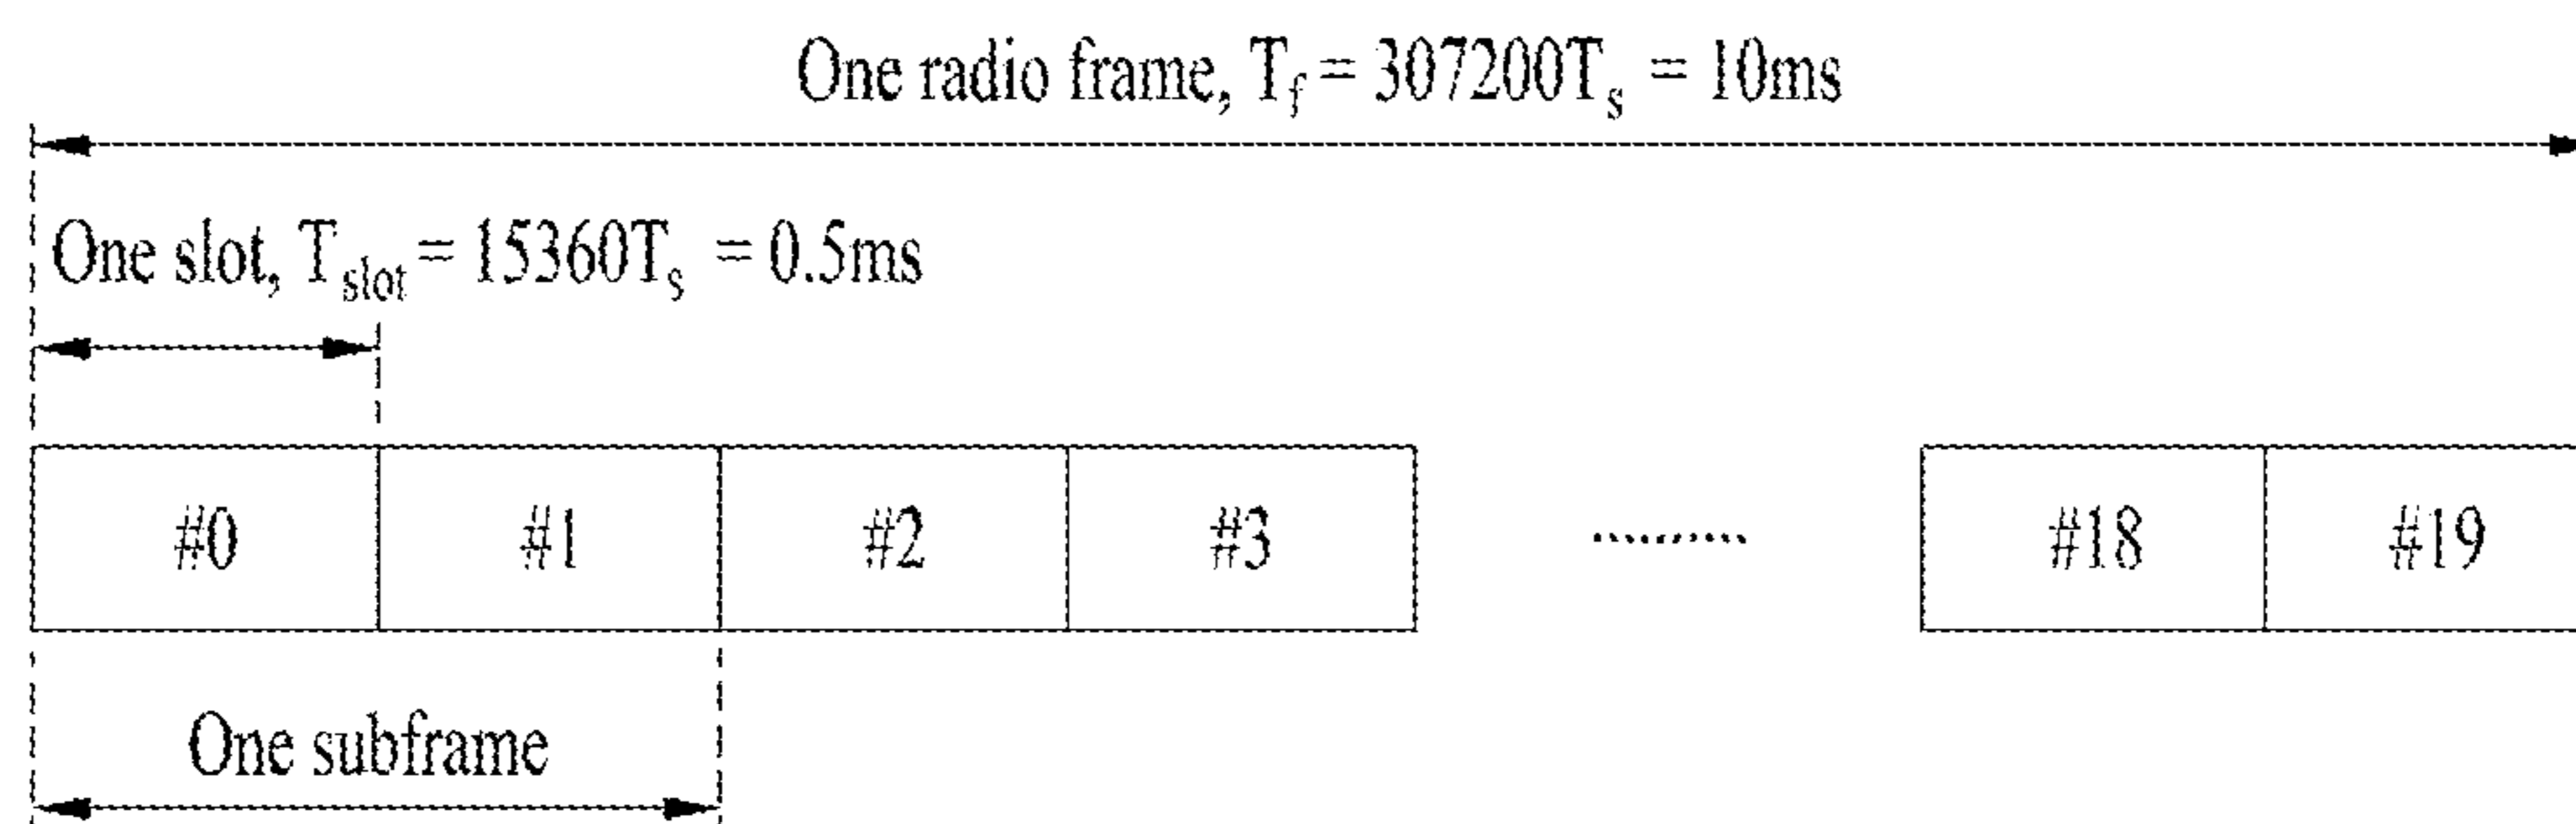 One radio frame, T_f = 307200T_s = 10ms
One slot, T_slot = 15360T_s = 0.5ms
#0 #1 #2 #3 ......... #18 #19
One subframe